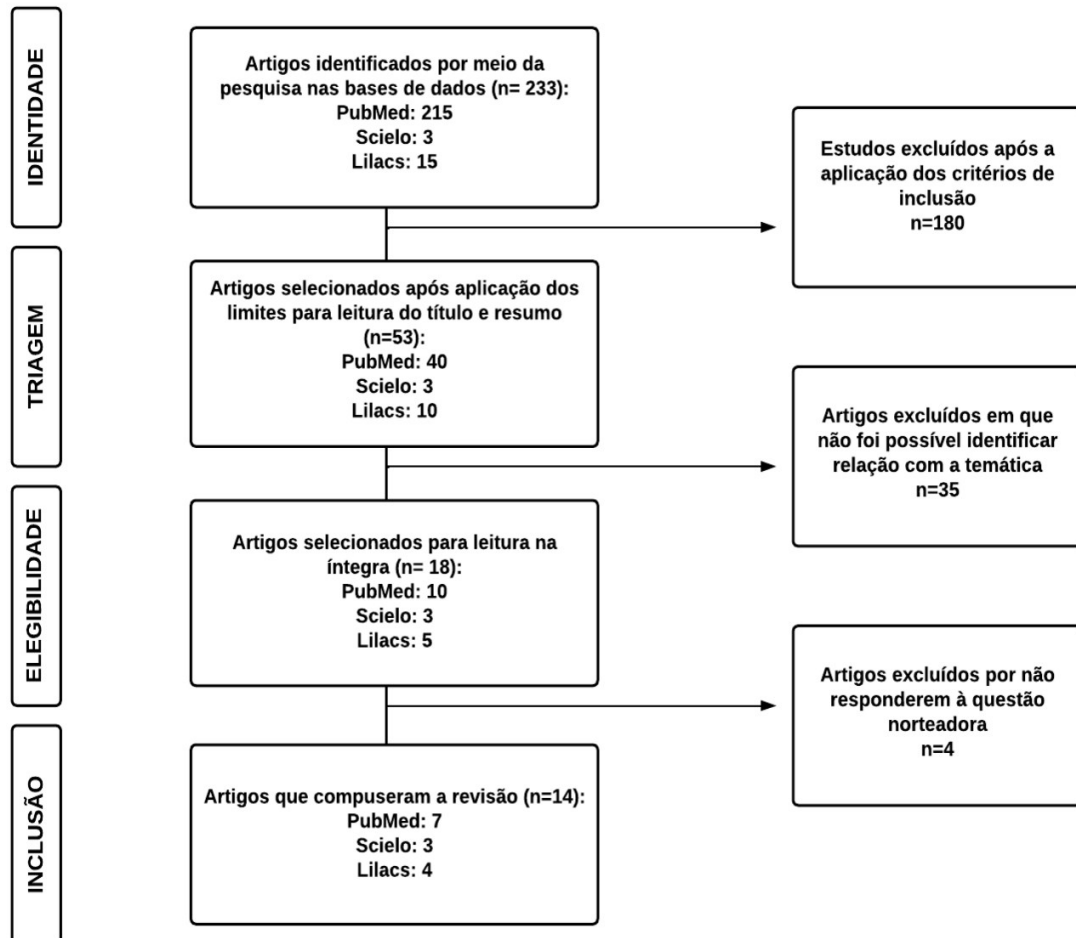 IDENTIDADE
Artigos identificados por meio da
pesquisa nas bases de dados (n= 233):
PubMed: 215
Scielo: 3
Lilacs: 15
Estudos excluídos após a
aplicação dos critérios de
inclusão
n=180
TRIAGEM
Artigos selecionados após aplicação dos
limites para leitura do título e resumo
(n=53):
PubMed: 40
Scielo: 3
Lilacs: 10
Artigos excluídos em que
não foi possível identificar
relação com a temática
n=35
ELEGIBILIDADE
Artigos selecionados para leitura na
íntegra (n= 18):
PubMed: 10
Scielo: 3
Lilacs: 5
Artigos excluídos por não
responderem à questão
norteadora
n=4
INCLUSÃO
Artigos que compuseram a revisão (n=14):
PubMed: 7
Scielo: 3
Lilacs: 4